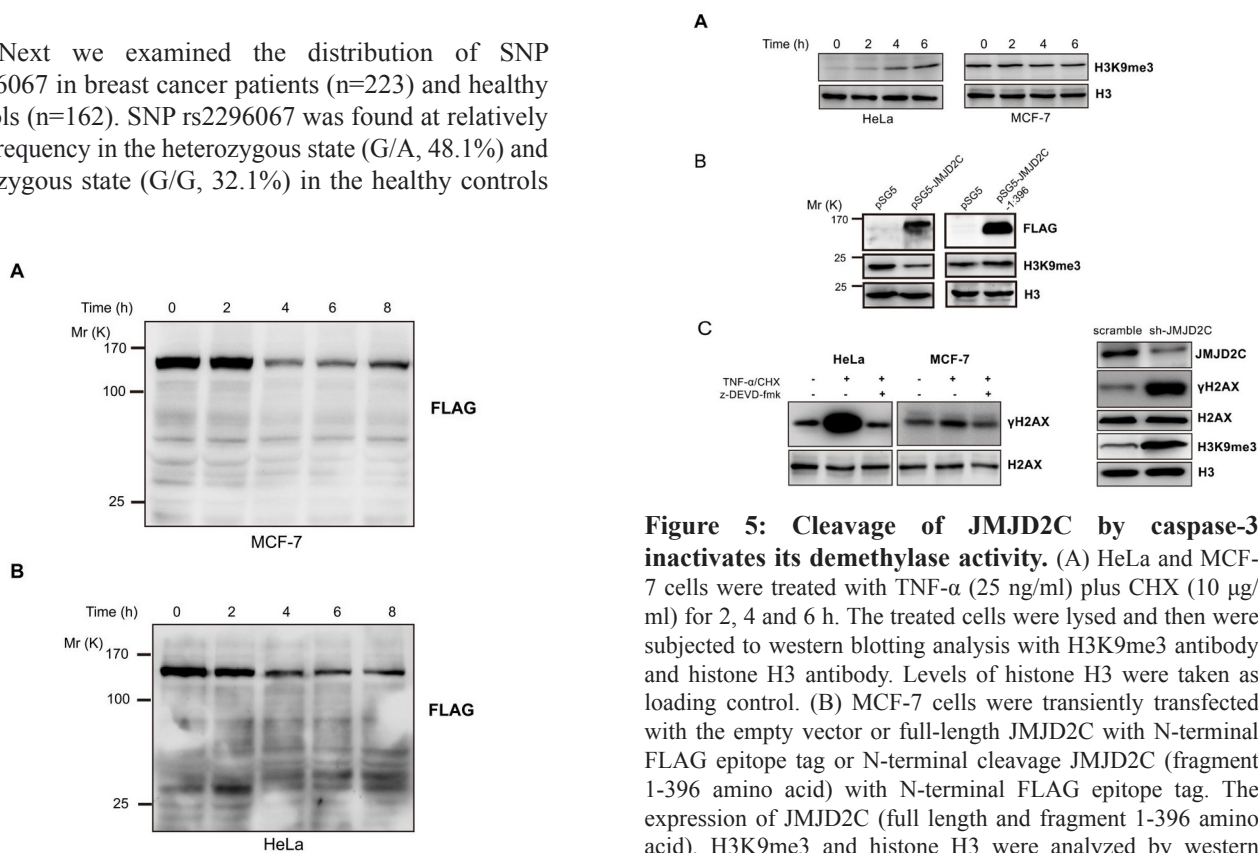 Next we examined the distribution of SNP
6067 in breast cancer patients (n=223) and healthy
ols (n=162). SNP rs2296067 was found at relatively
requency in the heterozygous state (G/A, 48.1%) and
zygous state (G/G, 32.1%) in the healthy controls
A
Time (h) 0 2 4 6 8
Mr (K)
170
100
FLAG
25
MCF-7
B
Time (h) 0 2 4 6 8
Mr (K)
170
100
FLAG
25
HeLa
A
Time (h) 0 2 4 6 0 2 4 6
H3K9me3
H3
HeLa MCF-7
B
pSG5 pSG5-JMJD2C pSG5 pSG5-JMJD2C
-1-396
Mr (K)
170
FLAG
25
H3K9me3
25
H3
C
HeLa MCF-7
TNF-α/CHX - + + - + +
z-DEVD-fmk - - + - - +
γH2AX
H2AX
scramble sh-JMJD2C
JMJD2C
γH2AX
H2AX
H3K9me3
H3
Figure 5: Cleavage of JMJD2C by caspase-3
inactivates its demethylase activity. (A) HeLa and MCF-
7 cells were treated with TNF-α (25 ng/ml) plus CHX (10 μg/
ml) for 2, 4 and 6 h. The treated cells were lysed and then were
subjected to western blotting analysis with H3K9me3 antibody
and histone H3 antibody. Levels of histone H3 were taken as
loading control. (B) MCF-7 cells were transiently transfected
with the empty vector or full-length JMJD2C with N-terminal
FLAG epitope tag or N-terminal cleavage JMJD2C (fragment
1-396 amino acid) with N-terminal FLAG epitope tag. The
expression of JMJD2C (full length and fragment 1-396 amino
acid), H3K9me3 and histone H3 were analyzed by western